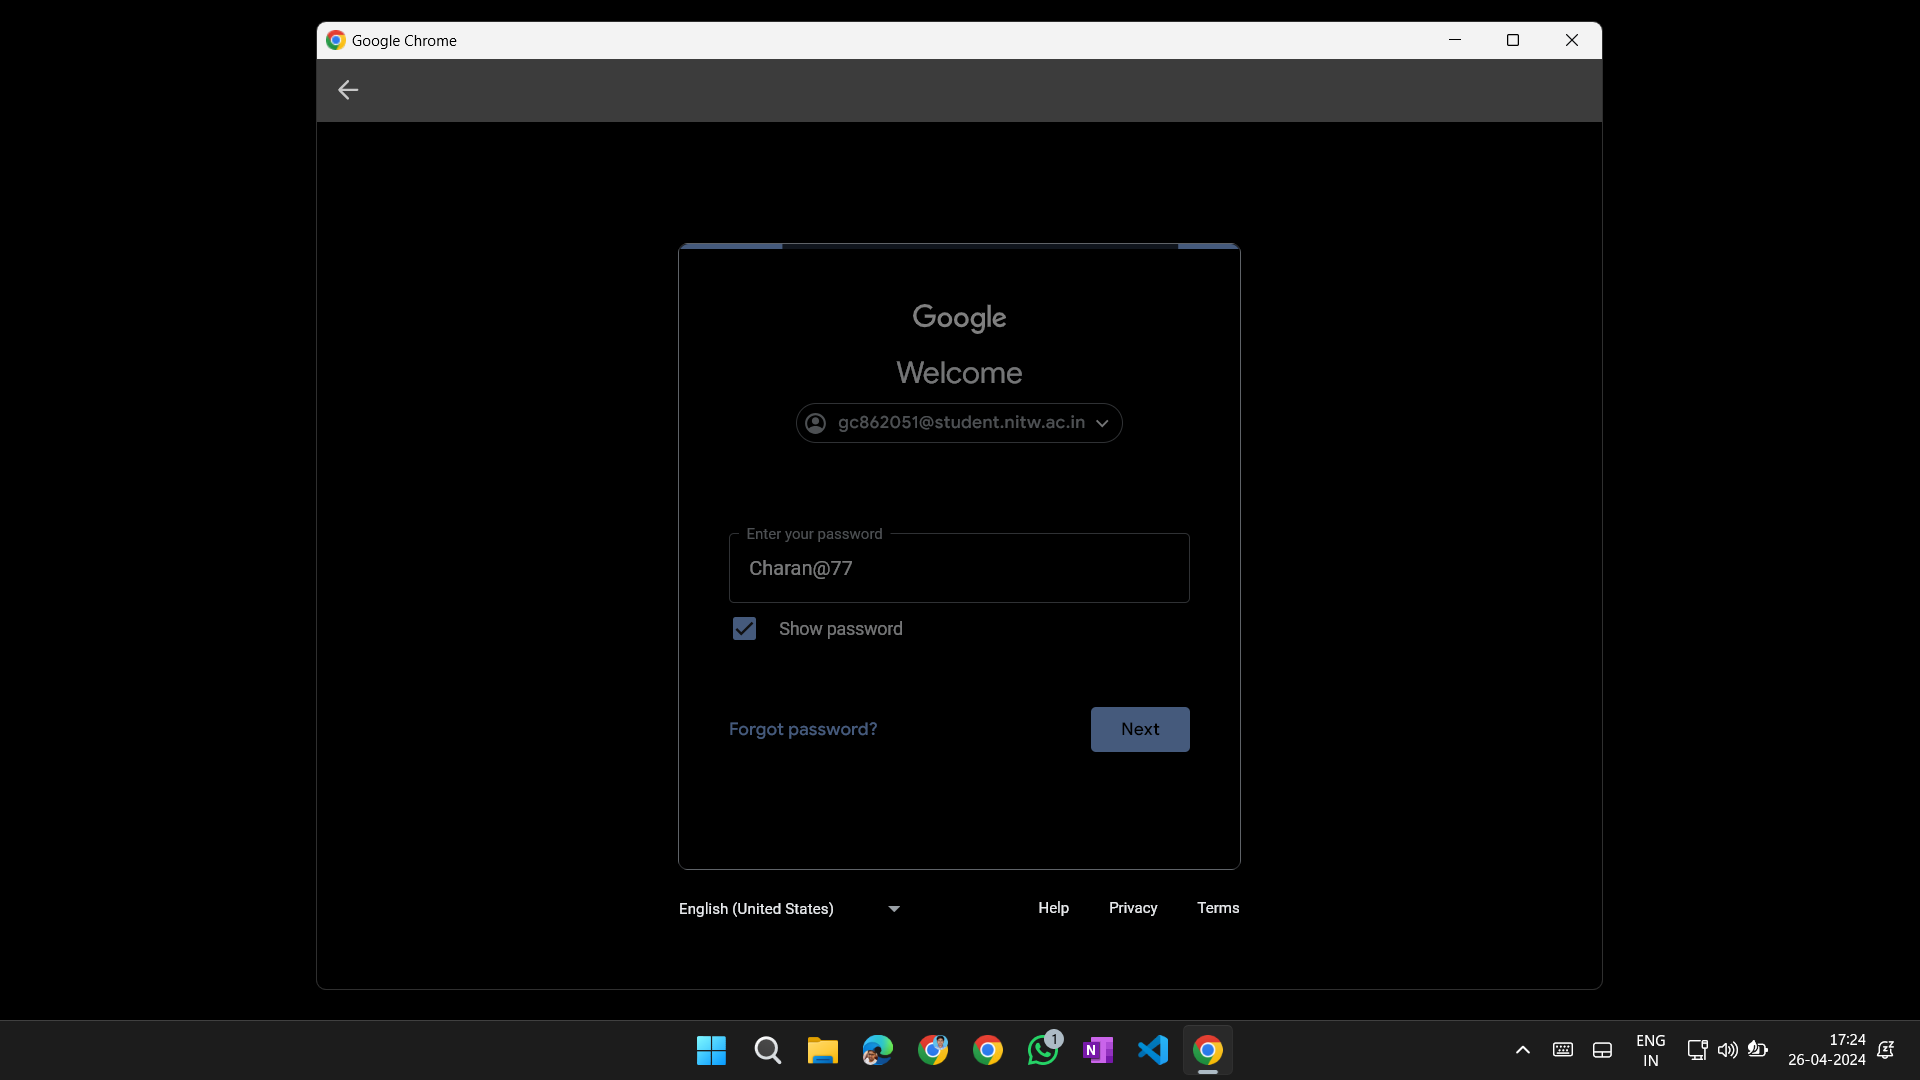 Google Chrome
Google
Welcome
gc862051@student.nitw.ac.in
Enter your password
Charan@77
Show password
Forgot password?
Next
English (United States)
Help
Privacy
Terms
1
N
ENG
IN
17:24
26-04-2024